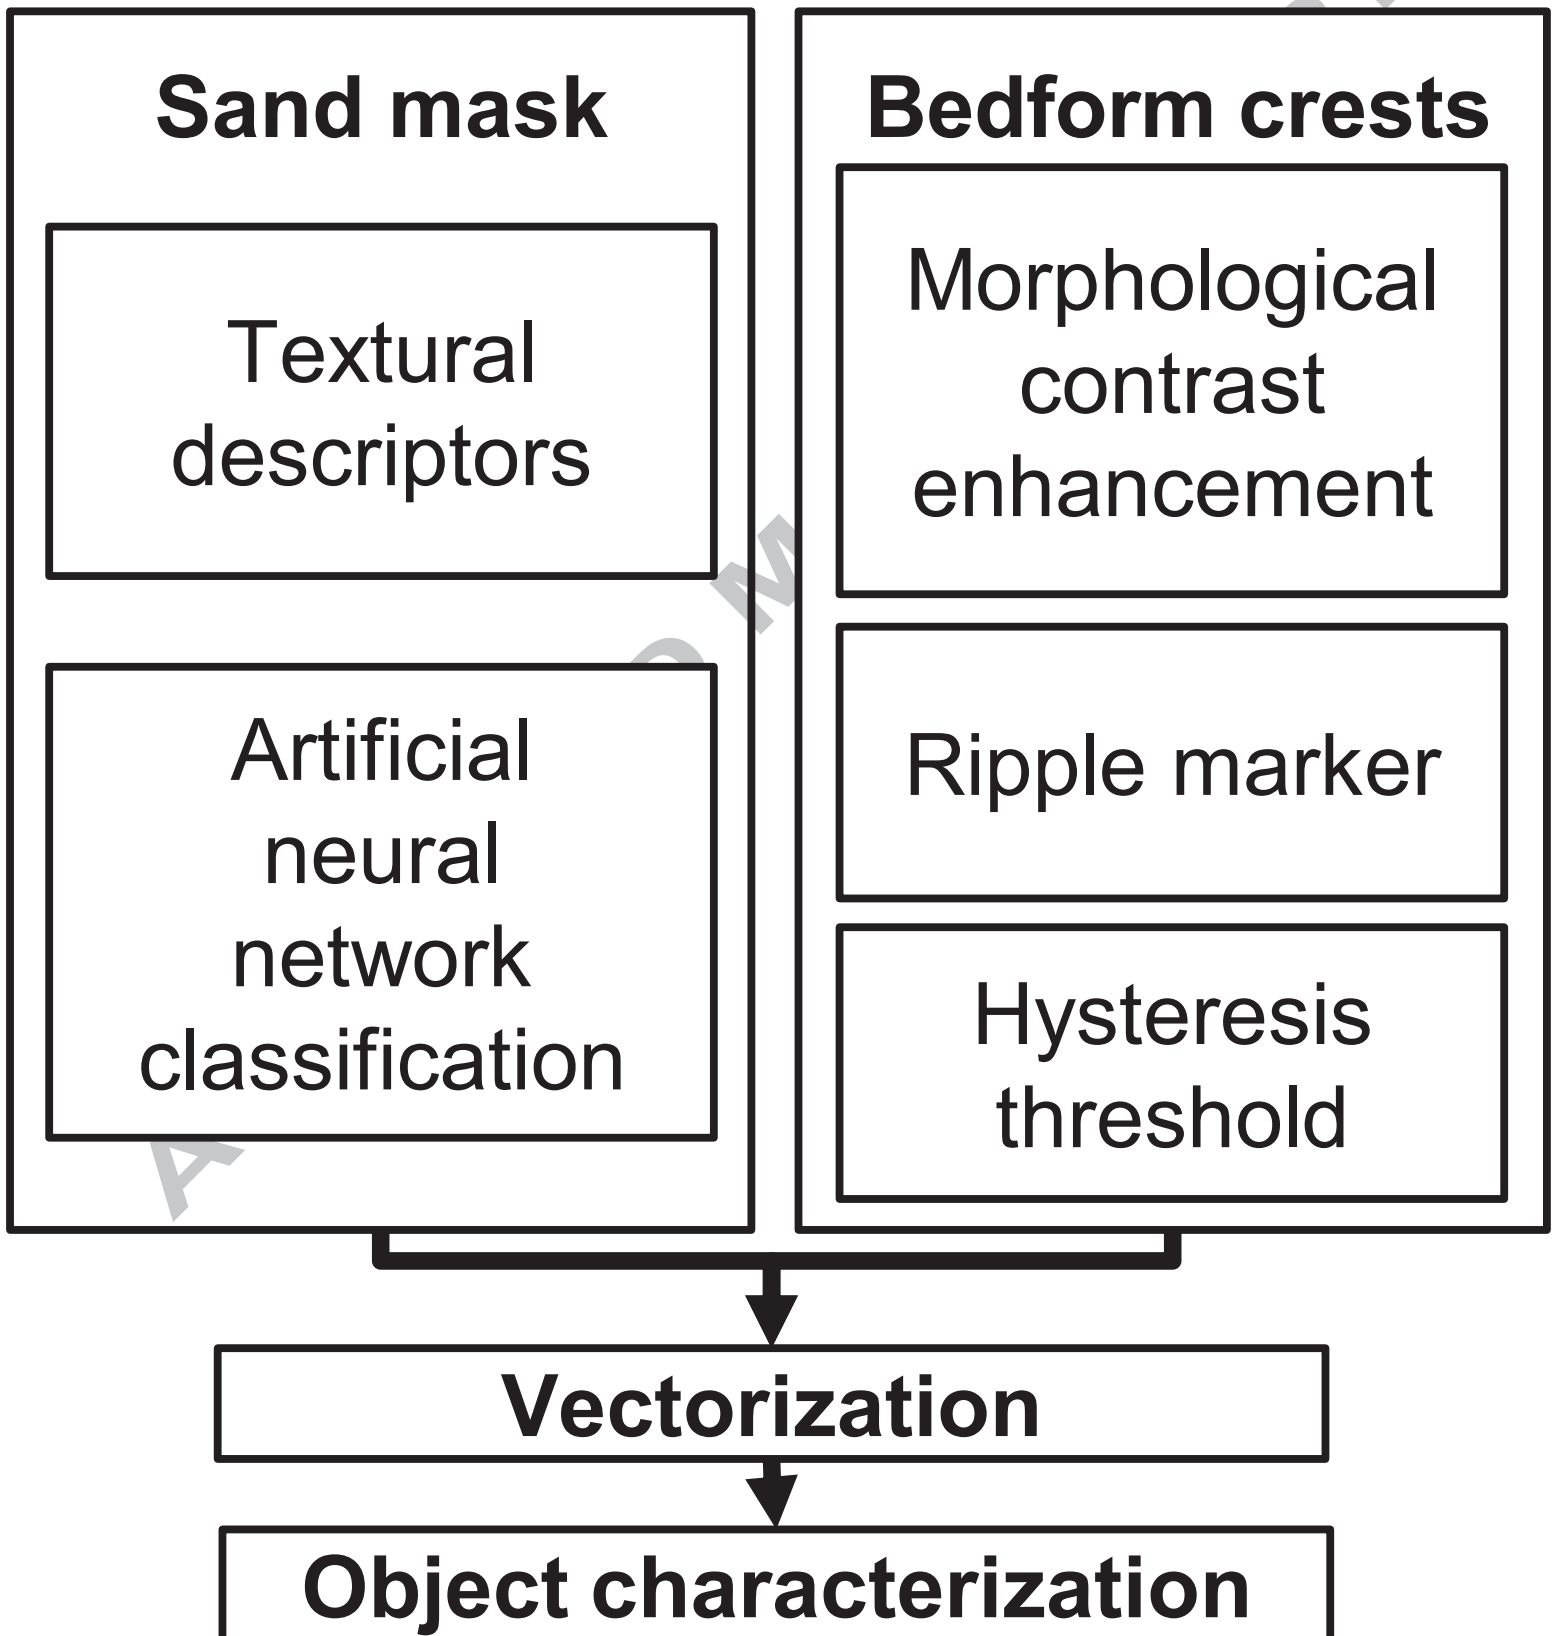 Sand mask
Textural
descriptors
Artificial
neural
network
classification
Bedform crests
Morphological
contrast
enhancement
Ripple marker
Hysteresis
threshold
Vectorization
Object characterization